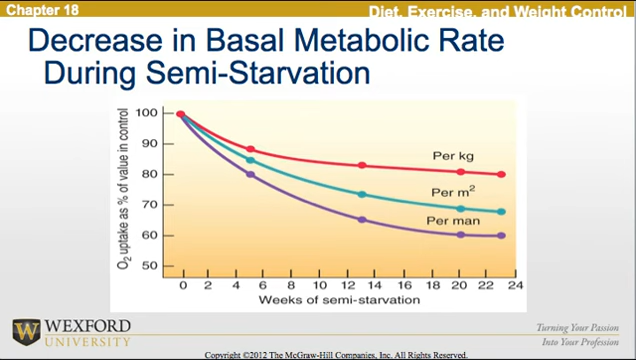 Chapter 18
Diet, Exercise, and Weight Control
Decrease in Basal Metabolic Rate
During Semi-Starvation
O2 uptake as % of value in control
100
90
80
70
60
50
Per kg
Per m²
Per man
0 2 4 6 8 10 12 14 16 18 20 22 24
Weeks of semi-starvation
W WEXFORD
UNIVERSITY
Turning Your Passion
Into Your Profession
Copyright ©2012 The McGraw-Hill Companies, Inc. All Rights Reserved.